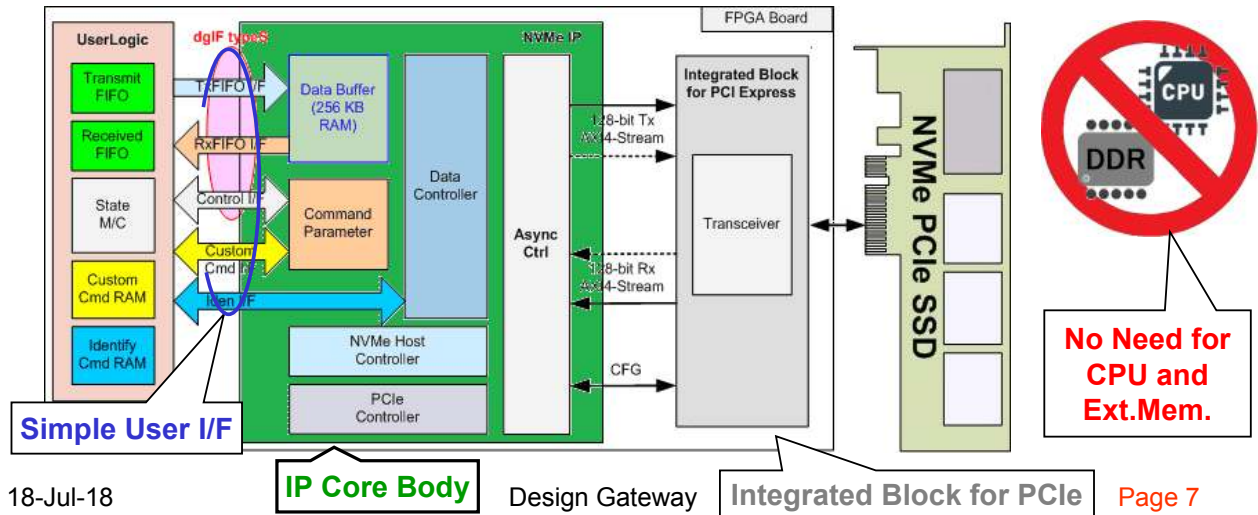 FPGA Board
UserLogic
dgIF typeS
NVMe IP
Transmit
FIFO
Received
FIFO
State
M/C
Custom
Cmd RAM
Identify
Cmd RAM
TxFIFO I/F
RxFIFO I/F
Control I/F
Custom
Cmd I/F
Iden I/F
Data Buffer
(256 KB
RAM)
Command
Parameter
Data
Controller
NVMe Host
Controller
PCIe
Controller
Async
Ctrl
128-bit Tx
AXI4-Stream
128-bit Rx
AXI4-Stream
CFG
Integrated Block
for PCI Express
Transceiver
NVMe PCIe SSD
CPU
DDR
No Need for
CPU and
Ext.Mem.
Simple User I/F
IP Core Body
Integrated Block for PCIe
18-Jul-18
Design Gateway
Page 7